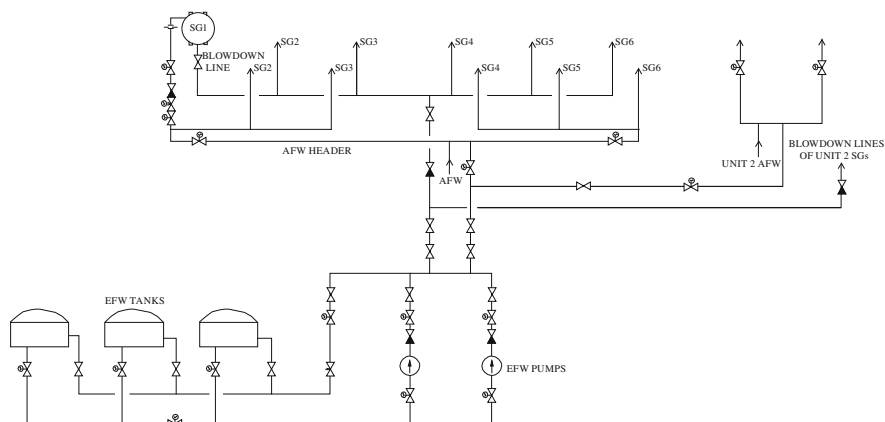 SG1
BLOWDOWN
LINE
SG2
SG3
SG4
SG5
SG6
SG2
SG3
SG4
SG5
SG6
AFW HEADER
AFW
UNIT 2 AFW
BLOWDOWN LINES
OF UNIT 2 SGs
EFW TANKS
EFW PUMPS